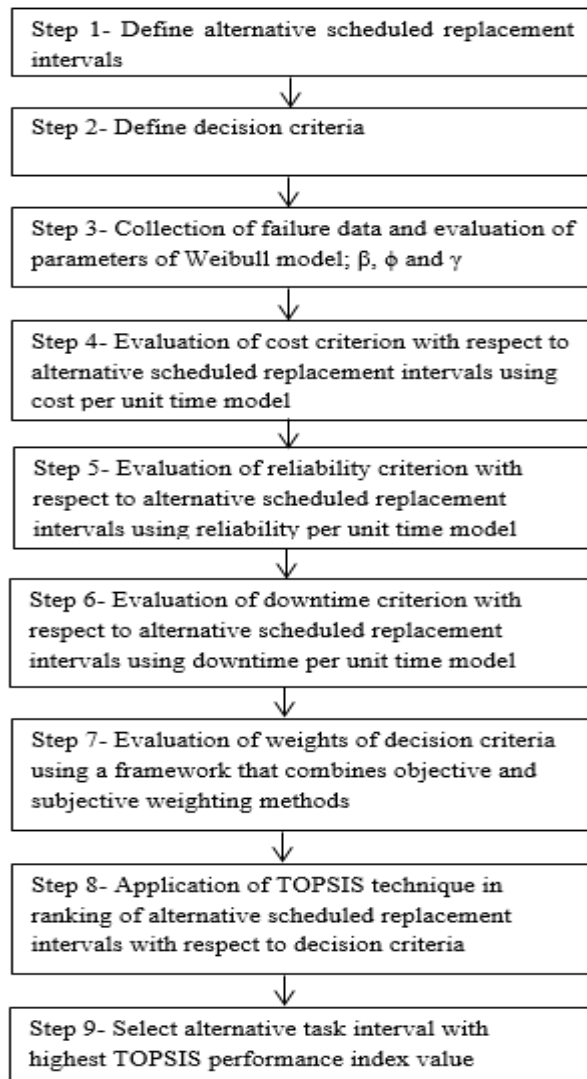 Step 1- Define alternative scheduled replacement
intervals
Step 2- Define decision criteria
Step 3- Collection of failure data and evaluation of
parameters of Weibull model; β, ϕ and γ
Step 4- Evaluation of cost criterion with respect to
alternative scheduled replacement intervals using
cost per unit time model
Step 5- Evaluation of reliability criterion with
respect to alternative scheduled replacement
intervals using reliability per unit time model
Step 6- Evaluation of downtime criterion with
respect to alternative scheduled replacement
intervals using downtime per unit time model
Step 7- Evaluation of weights of decision criteria
using a framework that combines objective and
subjective weighting methods
Step 8- Application of TOPSIS technique in
ranking of alternative scheduled replacement
intervals with respect to decision criteria
Step 9- Select alternative task interval with
highest TOPSIS performance index value